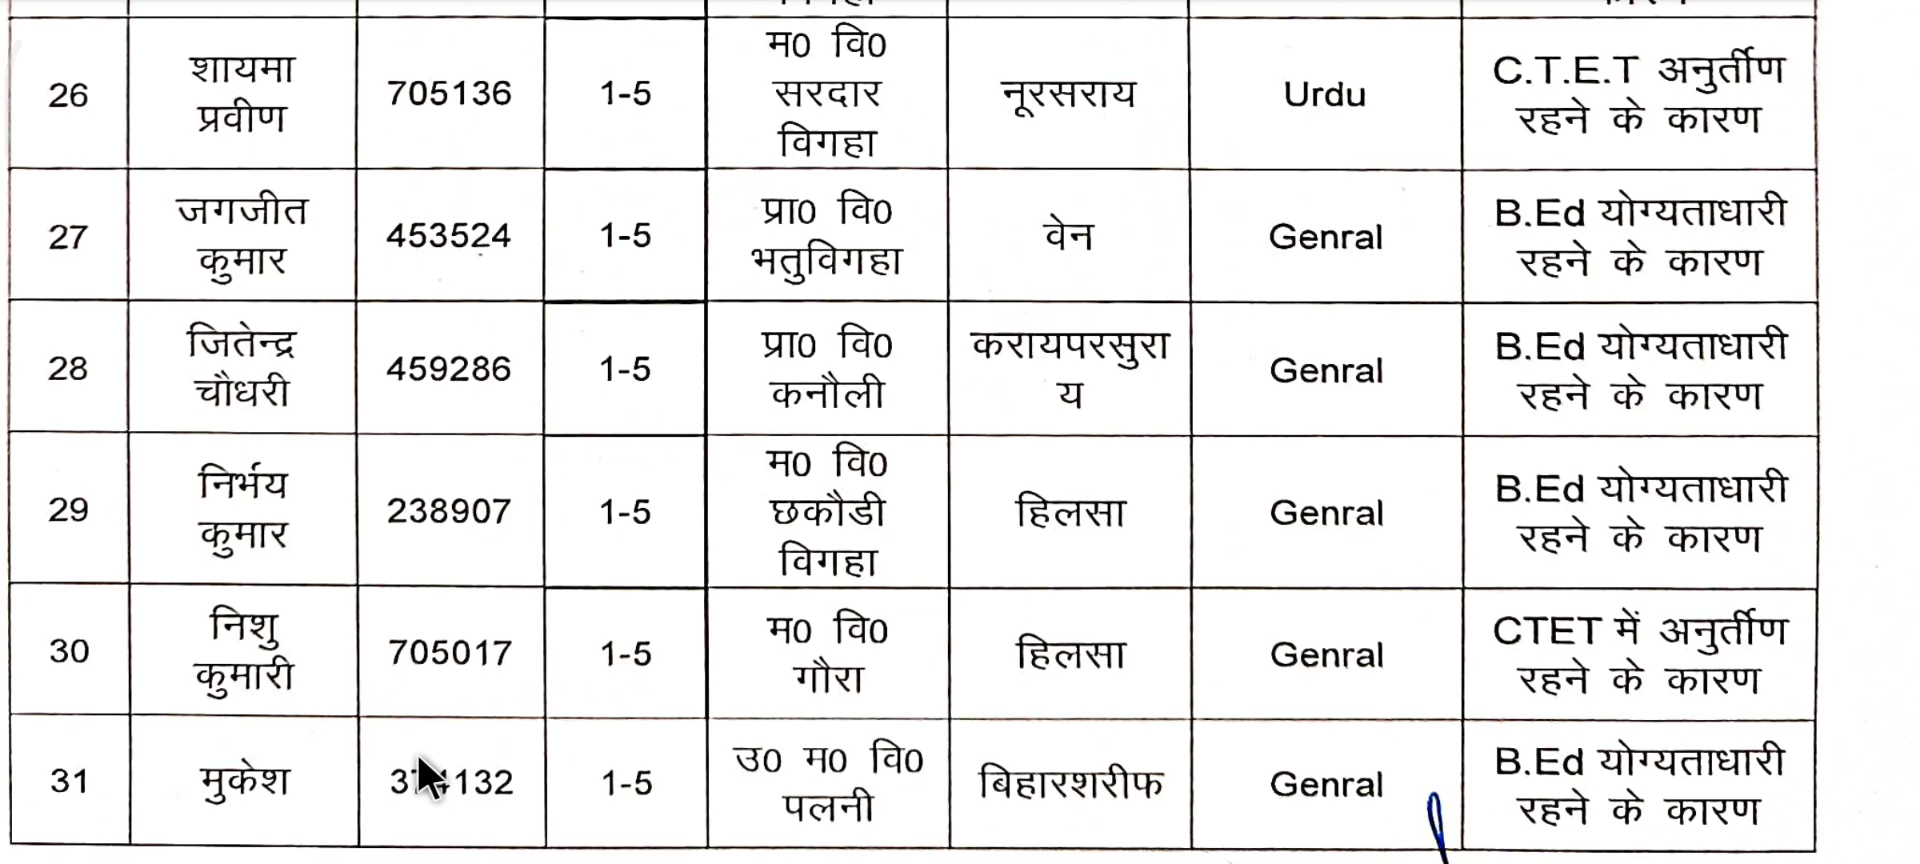 26 शायमा प्रवीण 705136 1-5 म0 वि0 सरदार विगहा नूरसराय Urdu C.T.E.T अनुर्तीण रहने के कारण
27 जगजीत कुमार 453524 1-5 प्रा0 वि0 भतुविगहा वेन Genral B.Ed योग्यताधारी रहने के कारण
28 जितेन्द्र चौधरी 459286 1-5 प्रा0 वि0 कनौली करायपरसुराय Genral B.Ed योग्यताधारी रहने के कारण
29 निर्भय कुमार 238907 1-5 म0 वि0 छकौडी विगहा हिलसा Genral B.Ed योग्यताधारी रहने के कारण
30 निशु कुमारी 705017 1-5 म0 वि0 गौरा हिलसा Genral CTET में अनुर्तीण रहने के कारण
31 मुकेश 1-5 उ0 म0 वि0 पलनी बिहारशरीफ Genral B.Ed योग्यताधारी रहने के कारण